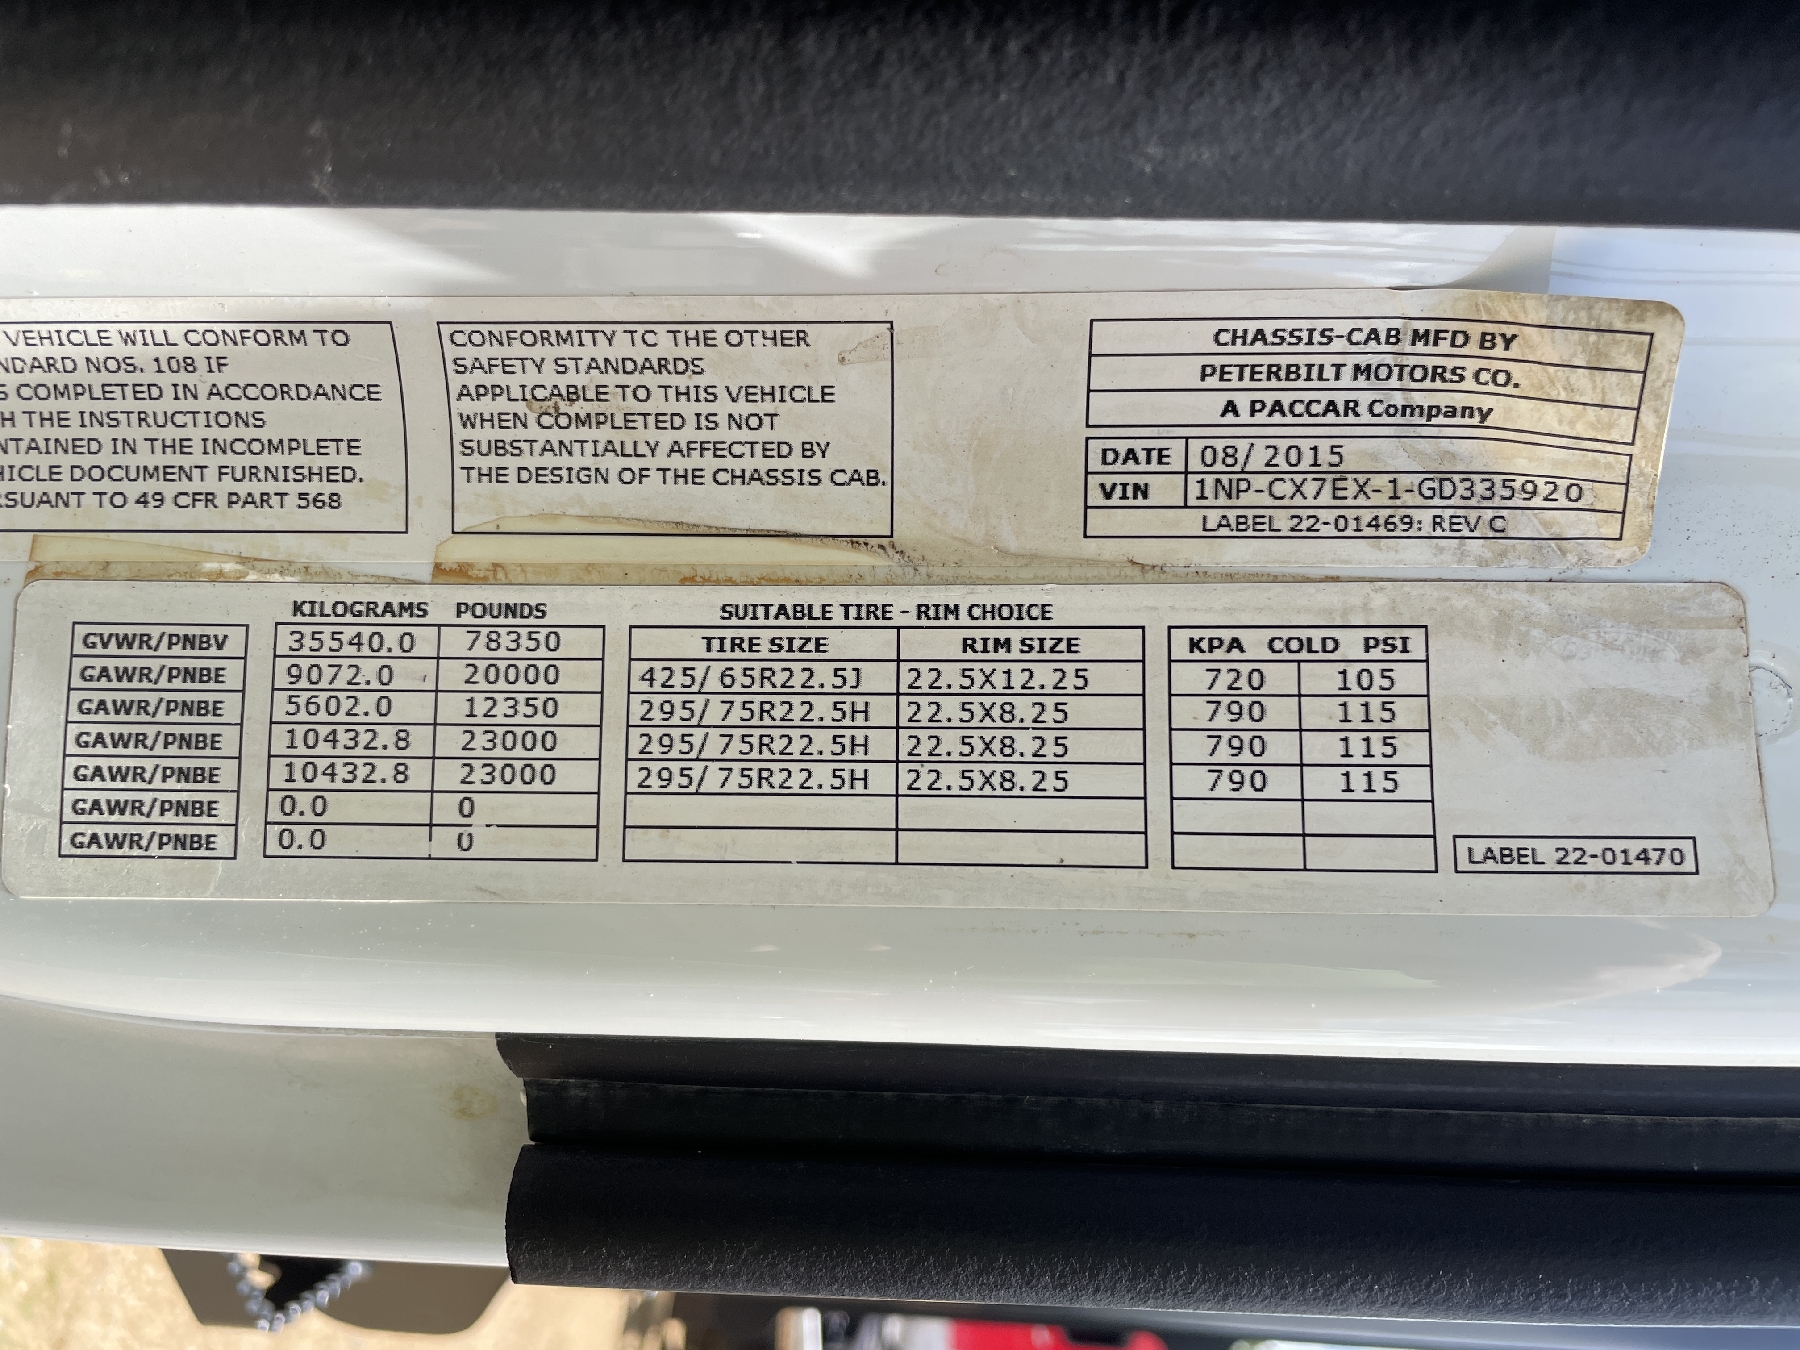 VEHICLE WILL CONFORM TO
NDARD NOS. 108 IF
S COMPLETED IN ACCORDANCE
H THE INSTRUCTIONS
NTAINED IN THE INCOMPLETE
HICLE DOCUMENT FURNISHED.
RSUANT TO 49 CFR PART 568
CONFORMITY TO THE OTHER
SAFETY STANDARDS
APPLICABLE TO THIS VEHICLE
WHEN COMPLETED IS NOT
SUBSTANTIALLY AFFECTED BY
THE DESIGN OF THE CHASSIS CAB.
CHASSIS-CAB MFD BY
PETERBILT MOTORS CO.
A PACCAR Company
DATE 08/2015
VIN 1NP-CX7EX-1-GD335920
LABEL 22-01469: REV C
KILOGRAMS POUNDS SUITABLE TIRE - RIM CHOICE
TIRE SIZE RIM SIZE KPA COLD PSI
GVWR/PNBV 35540.0 78350
GAWR/PNBE 9072.0 20000 425/65R22.5J 22.5X12.25 720 105
GAWR/PNBE 5602.0 12350 295/75R22.5H 22.5X8.25 790 115
GAWR/PNBE 10432.8 23000 295/75R22.5H 22.5X8.25 790 115
GAWR/PNBE 10432.8 23000 295/75R22.5H 22.5X8.25 790 115
GAWR/PNBE 0.0 0
GAWR/PNBE 0.0 0
LABEL 22-01470